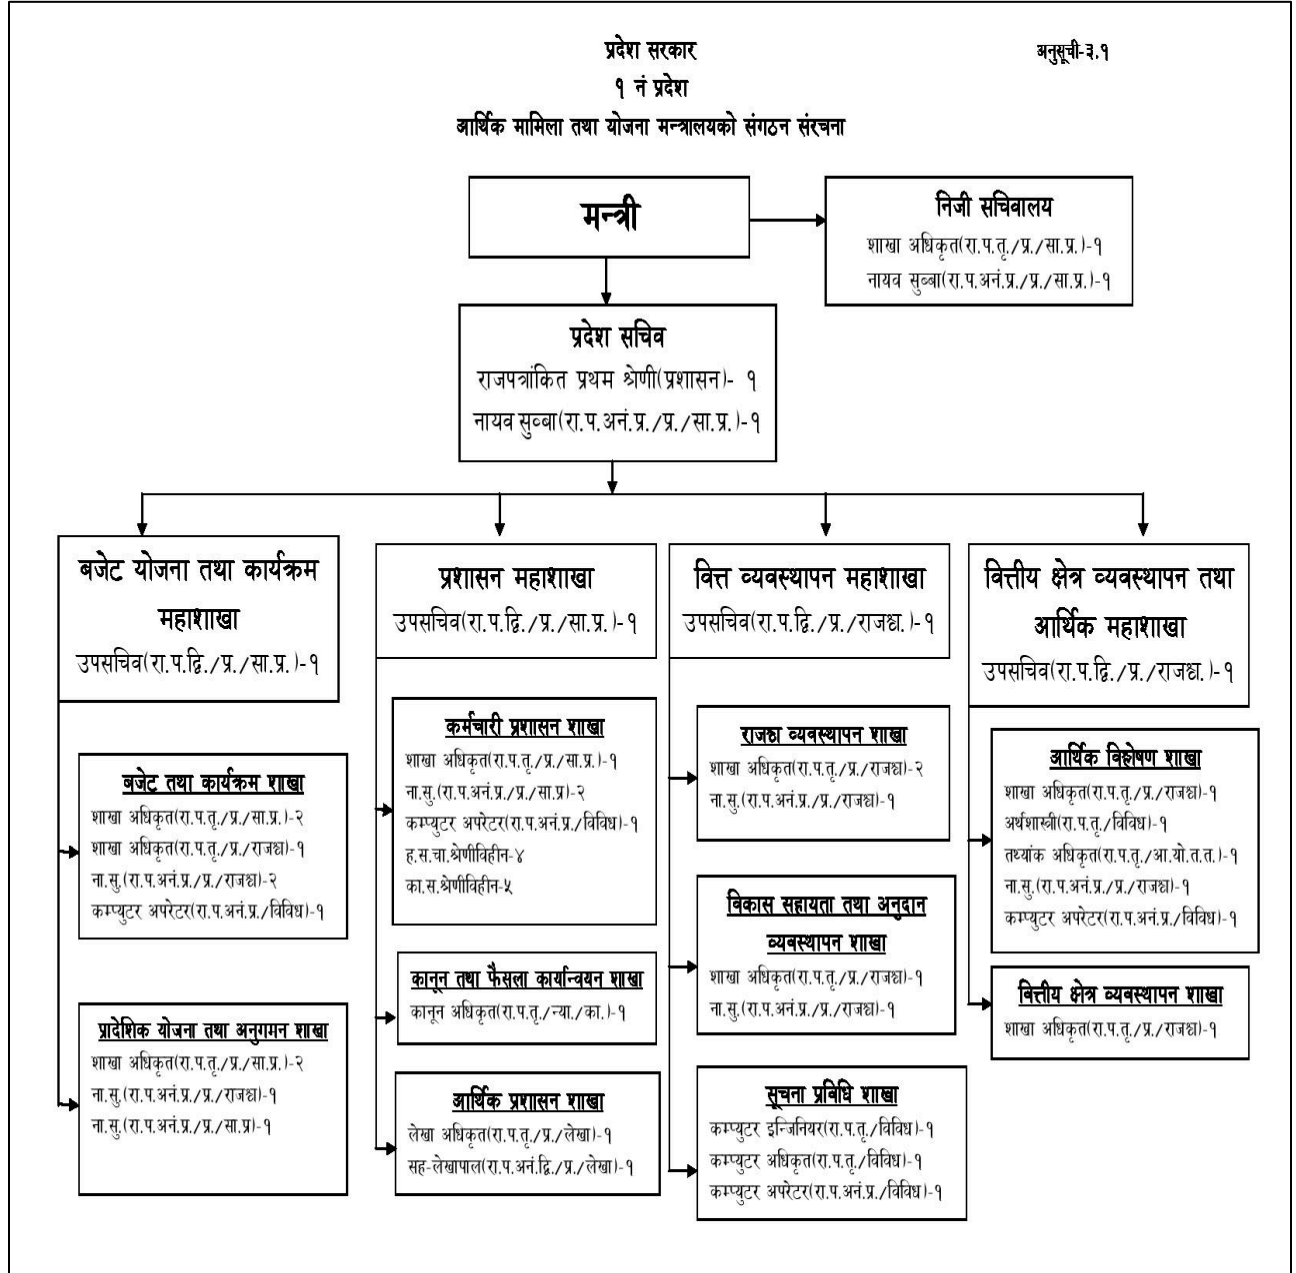 प्रदेश सरकार
अनुसूची-३.१
१ नं प्रदेश
आर्थिक मामिला तथा योजना मन्त्रालयको संगठन संरचना
मन्त्री
निजी सचिवालय
शाखा अधिकृत(रा.प.तृ./प्र./सा.प्र.)-१
नायव सुब्बा(रा.प.अनं.प्र./प्र./सा.प्र.)-१
प्रदेश सचिव
राजपत्रांकित प्रथम श्रेणी(प्रशासन)- १
नायव सुब्बा(रा.प.अनं.प्र./प्र./सा.प्र.)-१
बजेट योजना तथा कार्यक्रम
महाशाखा
उपसचिव(रा.प.द्वि./प्र./सा.प्र.)-१
बजेट तथा कार्यक्रम शाखा
शाखा अधिकृत(रा.प.तृ./प्र./सा.प्र.)-२
शाखा अधिकृत(रा.प.तृ./प्र./राजश्व)-१
ना.सु.(रा.प.अनं.प्र./प्र./राजश्व)-२
कम्प्युटर अपरेटर(रा.प.अनं.प्र./विविध)-१
प्रादेशिक योजना तथा अनुगमन शाखा
शाखा अधिकृत(रा.प.तृ./प्र./सा.प्र.)-२
ना.सु.(रा.प.अनं.प्र./प्र./राजश्व)-१
ना.सु.(रा.प.अनं.प्र./प्र./सा.प्र)-१
प्रशासन महाशाखा
उपसचिव(रा.प.द्वि./प्र./सा.प्र.)-१
कर्मचारी प्रशासन शाखा
शाखा अधिकृत(रा.प.तृ./प्र./सा.प्र.)-१
ना.सु.(रा.प.अनं.प्र./प्र./सा.प्र)-२
कम्प्युटर अपरेटर(रा.प.अनं.प्र./विविध)-१
ह.स.चा.श्रेणीविहीन-४
का.स.श्रेणीविहीन-५
कानून तथा फैसला कार्यान्वयन शाखा
कानून अधिकृत(रा.प.तृ./न्या./का.)-१
आर्थिक प्रशासन शाखा
लेखा अधिकृत(रा.प.तृ./प्र./लेखा)-१
सह-लेखापाल(रा.प.अनं.द्वि./प्र./लेखा)-१
वित्त व्यवस्थापन महाशाखा
उपसचिव(रा.प.द्वि./प्र./राजश्व.)-१
राजश्व व्यवस्थापन शाखा
शाखा अधिकृत(रा.प.तृ./प्र./राजश्व)-२
ना.सु.(रा.प.अनं.प्र./प्र./राजश्व)-१
विकास सहायता तथा अनुदान
व्यवस्थापन शाखा
शाखा अधिकृत(रा.प.तृ./प्र./राजश्व)-१
ना.सु.(रा.प.अनं.प्र./प्र./राजश्व)-१
सूचना प्रबिधि शाखा
कम्प्युटर इन्जिनियर(रा.प.तृ./विविध)-१
कम्प्युटर अधिकृत(रा.प.तृ./विविध)-१
कम्प्युटर अपरेटर(रा.प.अनं.प्र./विविध)-१
वित्तीय क्षेत्र व्यवस्थापन तथा
आर्थिक महाशाखा
उपसचिव(रा.प.द्वि./प्र./राजश्व.)-१
आर्थिक विश्लेषण शाखा
शाखा अधिकृत(रा.प.तृ./प्र./राजश्व)-१
अर्थशास्त्री(रा.प.तृ./विविध)-१
तथ्यांक अधिकृत(रा.प.तृ./आ.यो.त.त.)-१
ना.सु.(रा.प.अनं.प्र./प्र./राजश्व)-१
कम्प्युटर अपरेटर(रा.प.अनं.प्र./विविध)-१
वित्तीय क्षेत्र व्यवस्थापन शाखा
शाखा अधिकृत(रा.प.तृ./प्र./राजश्व)-१